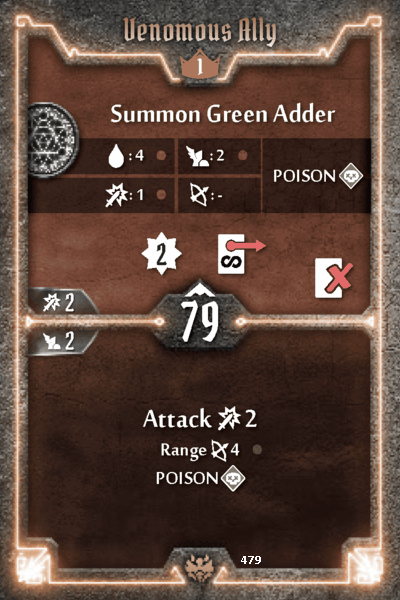 Venomous Ally
1
Summon Green Adder
:4 :2
POISON
:1 :-
2
2
79
2
Attack 2
Range 4
POISON
479